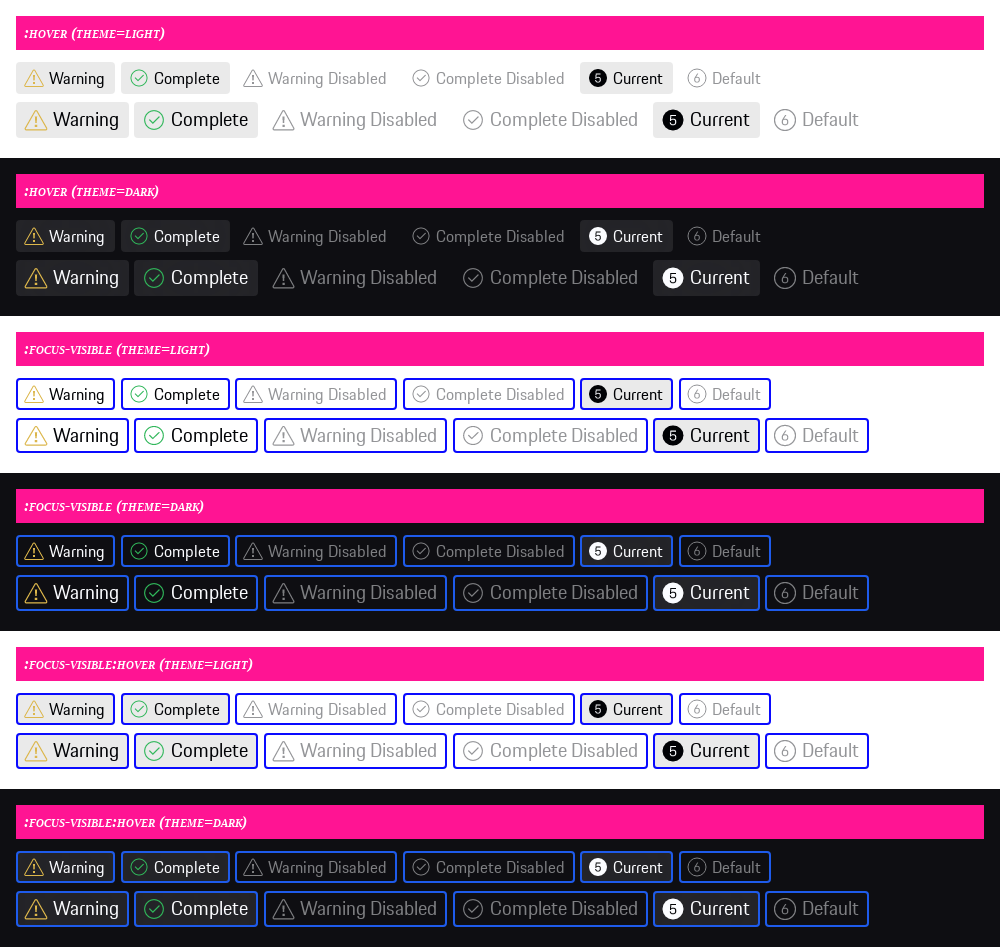 :HOVER (THEME=LIGHT)
Warning Complete Warning Disabled Complete Disabled 5 Current 6 Default
Warning Complete Warning Disabled Complete Disabled 5 Current 6 Default
:HOVER (THEME=DARK)
Warning Complete Warning Disabled Complete Disabled 5 Current 6 Default
Warning Complete Warning Disabled Complete Disabled 5 Current 6 Default
:FOCUS-VISIBLE (THEME=LIGHT)
Warning Complete Warning Disabled Complete Disabled 5 Current 6 Default
Warning Complete Warning Disabled Complete Disabled 5 Current 6 Default
:FOCUS-VISIBLE (THEME=DARK)
Warning Complete Warning Disabled Complete Disabled 5 Current 6 Default
Warning Complete Warning Disabled Complete Disabled 5 Current 6 Default
:FOCUS-VISIBLE:HOVER (THEME=LIGHT)
Warning Complete Warning Disabled Complete Disabled 5 Current 6 Default
Warning Complete Warning Disabled Complete Disabled 5 Current 6 Default
:FOCUS-VISIBLE:HOVER (THEME=DARK)
Warning Complete Warning Disabled Complete Disabled 5 Current 6 Default
Warning Complete Warning Disabled Complete Disabled 5 Current 6 Default